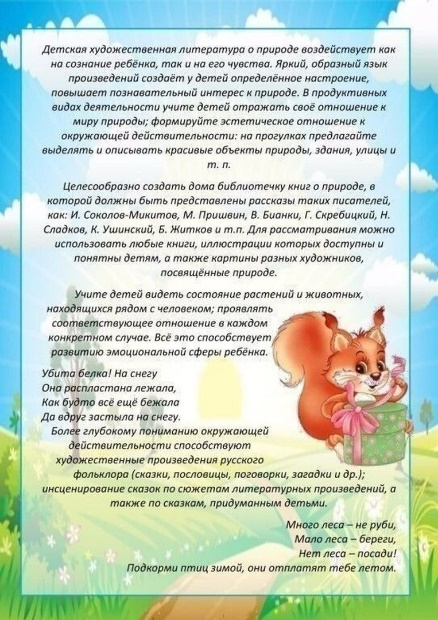 Детская художественная литература о природе воздействует как
на сознание ребёнка, так и на его чувства. Яркий, образный язык
произведений создаёт у детей определённое настроение,
повышает познавательный интерес к природе. В продуктивных
видах деятельности учите детей отражать своё отношение к
миру природы; формируйте эстетическое отношение к
окружающей действительности: на прогулках предлагайте
выделять и описывать красивые объекты природы, здания, улицы и
т. п.
Целесообразно создать дома библиотечку книг о природе, в
которой должны быть представлены рассказы таких писателей,
как: И. Соколов-Микитов, М. Пришвин, В. Бианки, Г. Скребицкий, Н.
Сладков, К. Ушинский, Б. Житков и т.п. Для рассматривания можно
использовать любые книги, иллюстрации которых доступны и
понятны детям, а также картины разных художников,
посвящённые природе.
Учите детей видеть состояние растений и животных,
находящихся рядом с человеком; проявлять
соответствующее отношение в каждом
конкретном случае. Всё это способствует
развитию эмоциональной сферы ребёнка.
Убита белка! На снегу
Она распластана лежала,
Как будто всё ещё бежала
Да вдруг застыла на снегу.
Более глубокому пониманию окружающей
действительности способствуют
художественные произведения русского
фольклора (сказки, пословицы, поговорки, загадки и др.);
инсценирование сказок по сюжетам литературных произведений, а
также по сказкам, придуманным детьми.
Много леса – не руби,
Мало леса – береги,
Нет леса – посади!
Подкорми птиц зимой, они отплатят тебе летом.